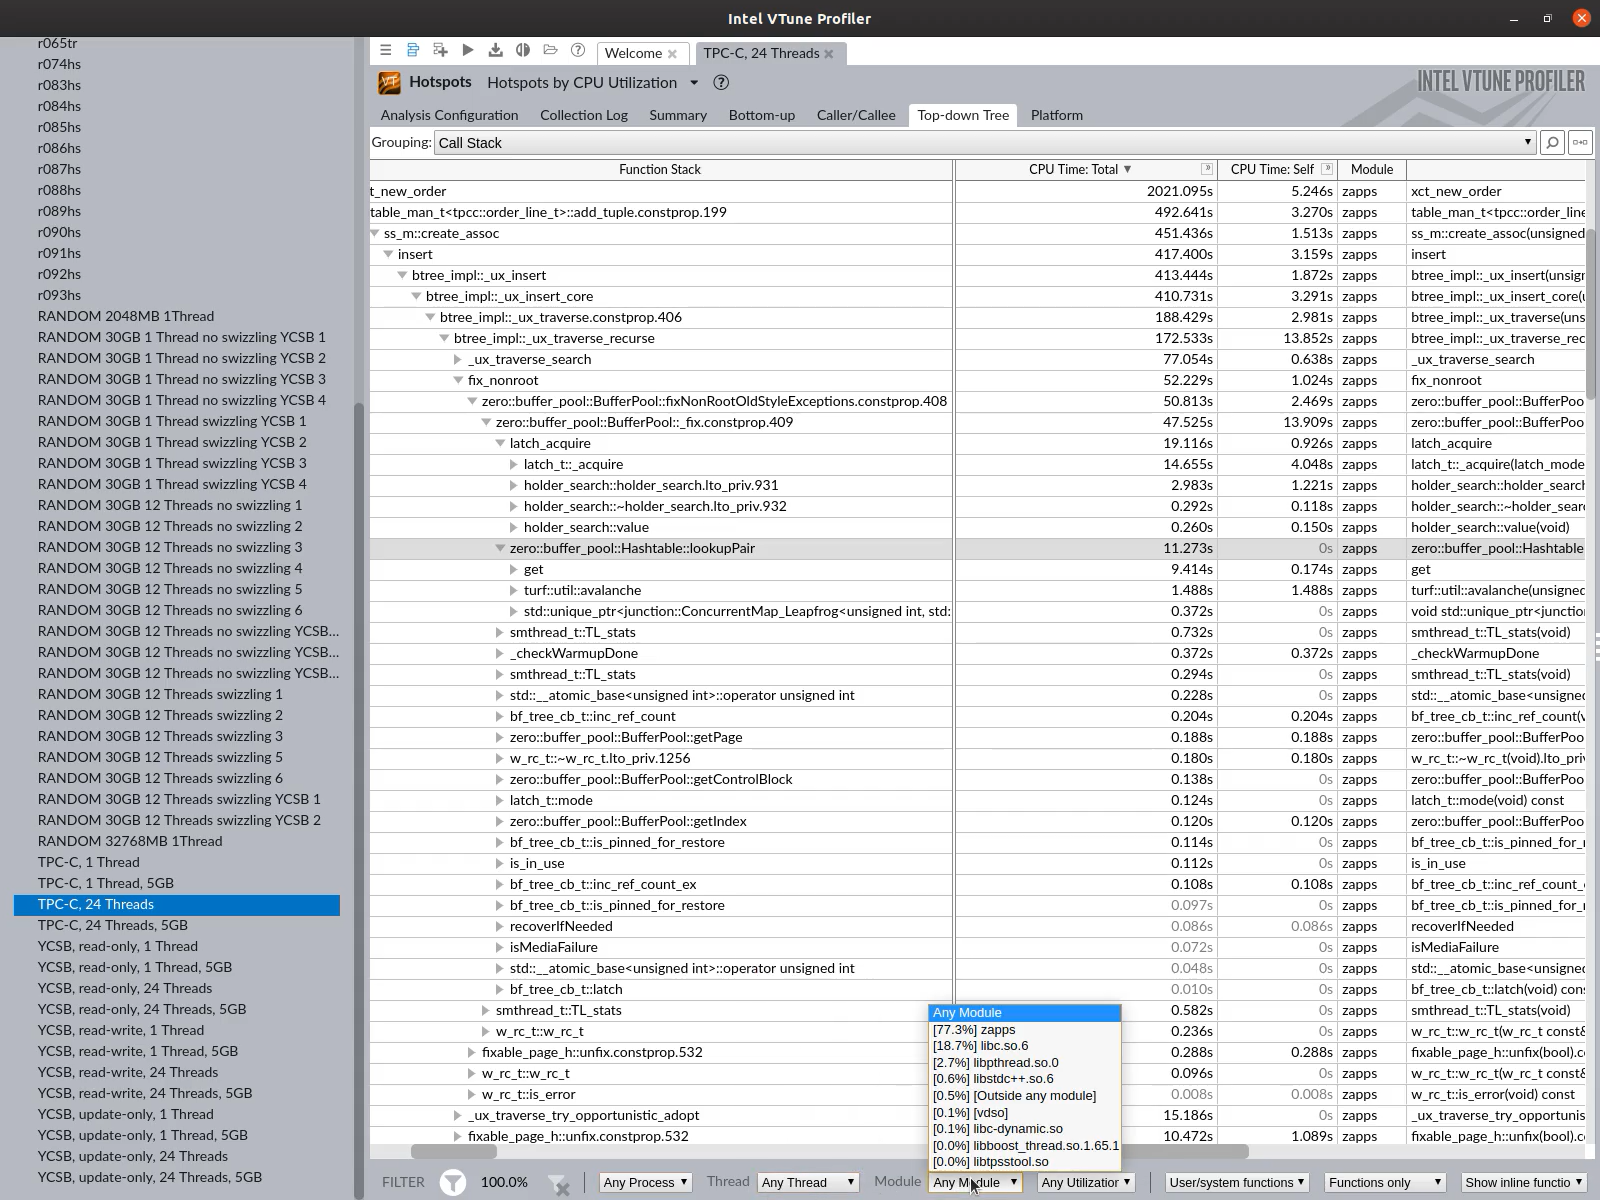 Intel VTune Profiler
r065tr
r074hs
r083hs
r084hs
r085hs
r086hs
r087hs
r088hs
r089hs
r090hs
r091hs
r092hs
r093hs
RANDOM 2048MB 1Thread
RANDOM 30GB 1 Thread no swizzling YCSB 1
RANDOM 30GB 1 Thread no swizzling YCSB 2
RANDOM 30GB 1 Thread no swizzling YCSB 3
RANDOM 30GB 1 Thread no swizzling YCSB 4
RANDOM 30GB 1 Thread swizzling YCSB 1
RANDOM 30GB 1 Thread swizzling YCSB 2
RANDOM 30GB 1 Thread swizzling YCSB 3
RANDOM 30GB 1 Thread swizzling YCSB 4
RANDOM 30GB 12 Threads no swizzling 1
RANDOM 30GB 12 Threads no swizzling 2
RANDOM 30GB 12 Threads no swizzling 3
RANDOM 30GB 12 Threads no swizzling 4
RANDOM 30GB 12 Threads no swizzling 5
RANDOM 30GB 12 Threads no swizzling 6
RANDOM 30GB 12 Threads no swizzling YCSB...
RANDOM 30GB 12 Threads no swizzling YCSB...
RANDOM 30GB 12 Threads no swizzling YCSB...
RANDOM 30GB 12 Threads swizzling 1
RANDOM 30GB 12 Threads swizzling 2
RANDOM 30GB 12 Threads swizzling 3
RANDOM 30GB 12 Threads swizzling 5
RANDOM 30GB 12 Threads swizzling 6
RANDOM 30GB 12 Threads swizzling YCSB 1
RANDOM 30GB 12 Threads swizzling YCSB 2
RANDOM 32768MB 1Thread
TPC-C, 1 Thread
TPC-C, 1 Thread, 5GB
TPC-C, 24 Threads
TPC-C, 24 Threads, 5GB
YCSB, read-only, 1 Thread
YCSB, read-only, 1 Thread, 5GB
YCSB, read-only, 24 Threads
YCSB, read-only, 24 Threads, 5GB
YCSB, read-write, 1 Thread
YCSB, read-write, 1 Thread, 5GB
YCSB, read-write, 24 Threads
YCSB, read-write, 24 Threads, 5GB
YCSB, update-only, 1 Thread
YCSB, update-only, 1 Thread, 5GB
YCSB, update-only, 24 Threads
YCSB, update-only, 24 Threads, 5GB
Welcome TPC-C, 24 Threads
Hotspots Hotspots by CPU Utilization
INTEL VTUNE PROFILER
Analysis Configuration Collection Log Summary Bottom-up Caller/Callee Top-down Tree Platform
Grouping: Call Stack
Function Stack CPU Time: Total CPU Time: Self Module
t_new_order 2021.095s 5.246s zapps xct_new_order
table_man_t<tpcc::order_line_t>::add_tuple.constprop.199 492.641s 3.270s zapps table_man_t<tpcc::order_line
ss_m::create_assoc 451.436s 1.513s zapps ss_m::create_assoc(unsigned
insert 417.400s 3.159s zapps insert
btree_impl::_ux_insert 413.444s 1.872s zapps btree_impl::_ux_insert(unsign
btree_impl::_ux_insert_core 410.731s 3.291s zapps btree_impl::_ux_insert_core(u
btree_impl::_ux_traverse.constprop.406 188.429s 2.981s zapps btree_impl::_ux_traverse(uns
btree_impl::_ux_traverse_recurse 172.533s 13.852s zapps btree_impl::_ux_traverse_rec
_ux_traverse_search 77.054s 0.638s zapps _ux_traverse_search
fix_nonroot 52.229s 1.024s zapps fix_nonroot
zero::buffer_pool::BufferPool::fixNonRootOldStyleExceptions.constprop.408 50.813s 2.469s zapps zero::buffer_pool::BufferPoo
zero::buffer_pool::BufferPool::_fix.constprop.409 47.525s 13.909s zapps zero::buffer_pool::BufferPoo
latch_acquire 19.116s 0.926s zapps latch_acquire
latch_t::_acquire 14.655s 4.048s zapps latch_t::_acquire(latch_mode
holder_search::holder_search.lto_priv.931 2.983s 1.221s zapps holder_search::holder_search
holder_search::~holder_search.lto_priv.932 0.292s 0.118s zapps holder_search::~holder_sear
holder_search::value 0.260s 0.150s zapps holder_search::value(void)
zero::buffer_pool::Hashtable::lookupPair 11.273s 0s zapps zero::buffer_pool::Hashtable
get 9.414s 0.174s zapps get
turf::util::avalanche 1.488s 1.488s zapps turf::util::avalanche(unsigned
std::unique_ptr<junction::ConcurrentMap_Leapfrog<unsigned int, std: 0.372s 0s zapps void std::unique_ptr<junctio
smthread_t::TL_stats 0.732s 0s zapps smthread_t::TL_stats(void)
_checkWarmupDone 0.372s 0.372s zapps _checkWarmupDone
smthread_t::TL_stats 0.294s 0s zapps smthread_t::TL_stats(void)
std::__atomic_base<unsigned int>::operator unsigned int 0.228s 0s zapps std::__atomic_base<unsigne
bf_tree_cb_t::inc_ref_count 0.204s 0.204s zapps bf_tree_cb_t::inc_ref_count(v
zero::buffer_pool::BufferPool::getPage 0.188s 0.188s zapps zero::buffer_pool::BufferPoo
w_rc_t::~w_rc_t.lto_priv.1256 0.180s 0.180s zapps w_rc_t::~w_rc_t(void).lto_priv
zero::buffer_pool::BufferPool::getControlBlock 0.138s 0s zapps zero::buffer_pool::BufferPoo
latch_t::mode 0.124s 0s zapps latch_t::mode(void) const
zero::buffer_pool::BufferPool::getIndex 0.120s 0.120s zapps zero::buffer_pool::BufferPoo
bf_tree_cb_t::is_pinned_for_restore 0.114s 0s zapps bf_tree_cb_t::is_pinned_for_r
is_in_use 0.112s 0s zapps is_in_use
bf_tree_cb_t::inc_ref_count_ex 0.108s 0.108s zapps bf_tree_cb_t::inc_ref_count_
bf_tree_cb_t::is_pinned_for_restore 0.097s 0s zapps bf_tree_cb_t::is_pinned_for_r
recoverIfNeeded 0.086s 0.086s zapps recoverIfNeeded
isMediaFailure 0.072s 0s zapps isMediaFailure
std::__atomic_base<unsigned int>::operator unsigned int 0.048s 0s zapps std::__atomic_base<unsigne
bf_tree_cb_t::latch 0.010s 0s zapps bf_tree_cb_t::latch(void) cons
smthread_t::TL_stats 0.582s 0s zapps smthread_t::TL_stats(void)
w_rc_t::w_rc_t 0.236s 0s zapps w_rc_t::w_rc_t(w_rc_t const&
fixable_page_h::unfix.constprop.532 0.288s 0.288s zapps fixable_page_h::unfix(bool).c
w_rc_t::w_rc_t 0.096s 0s zapps w_rc_t::w_rc_t(w_rc_t const&
w_rc_t::is_error 0.008s 0.008s zapps w_rc_t::is_error(void) const
_ux_traverse_try_opportunistic_adopt 15.186s 0s zapps _ux_traverse_try_opportunis
fixable_page_h::unfix.constprop.532 10.472s 1.089s zapps fixable_page_h::unfix(bool).c
Any Module
[77.3%] zapps
[18.7%] libc.so.6
[2.7%] libpthread.so.0
[0.6%] libstdc++.so.6
[0.5%] [Outside any module]
[0.1%] [vdso]
[0.1%] libc-dynamic.so
[0.0%] libboost_thread.so.1.65.1
[0.0%] libtpsstool.so
FILTER 100.0% Any Process Thread Any Thread Module Any Module Any Utilization User/system functions Functions only Show inline functio